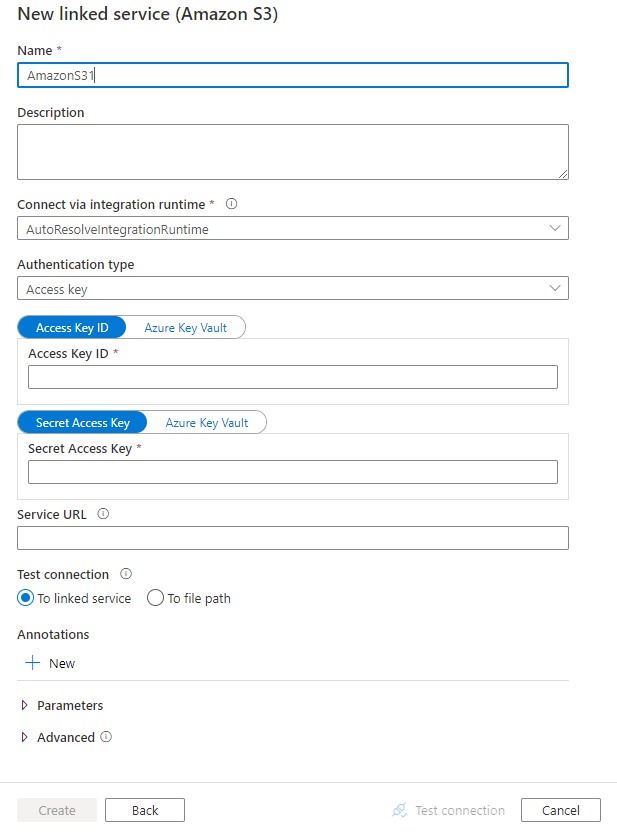 New linked service (Amazon S3)
Name *
AmazonS31
Description
Connect via integration runtime *
AutoResolveIntegrationRuntime
Authentication type
Access key
Access Key ID Azure Key Vault
Access Key ID *
Secret Access Key Azure Key Vault
Secret Access Key *
Service URL
Test connection
To linked service To file path
Annotations
New
Parameters
Advanced
Create Back Test connection Cancel